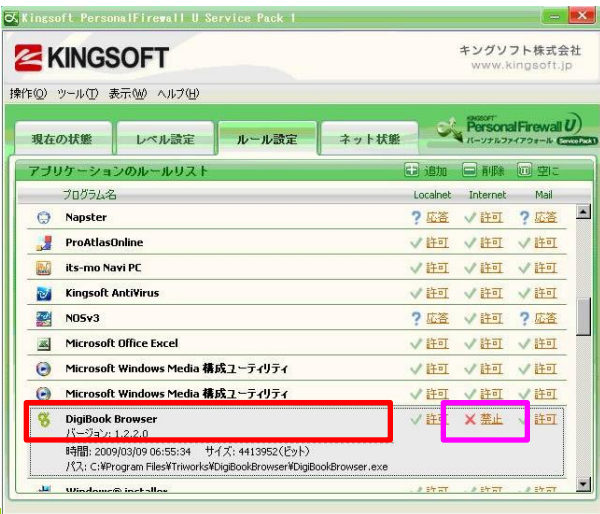 Kingsoft PersonalFirewall U Service Pack 1
KINGSOFT
キングソフト株式会社
www.kingsoft.jp
操作(O) ツール(T) 表示(W) ヘルプ(H)
現在の状態 レベル設定 ルール設定 ネット状態
KINGSOFT
Personal Firewall U
パーソナルファイアウォール Service Pack1
アプリケーションのルールリスト 追加 削除 空に
プログラム名 Localnet Internet Mail
Napster ? 応答 許可 ? 応答
ProAtlasOnline 許可 許可 許可
its-mo Navi PC 許可 許可 許可
Kingsoft AntiVirus 許可 許可 許可
NOSv3 ? 応答 許可 ? 応答
Microsoft Office Excel 許可 許可 許可
Microsoft Windows Media 構成ユーティリティ 許可 許可 許可
Microsoft Windows Media 構成ユーティリティ 許可 許可 許可
DigiBook Browser 許可 禁止 許可
バージョン: 1.2.2.0
時間: 2009/03/09 06:55:34 サイズ: 4413952(ビット)
パス: C:¥Program Files¥Triworks¥DigiBookBrowser¥DigiBookBrowser.exe
Windows® installer 許可 許可 許可